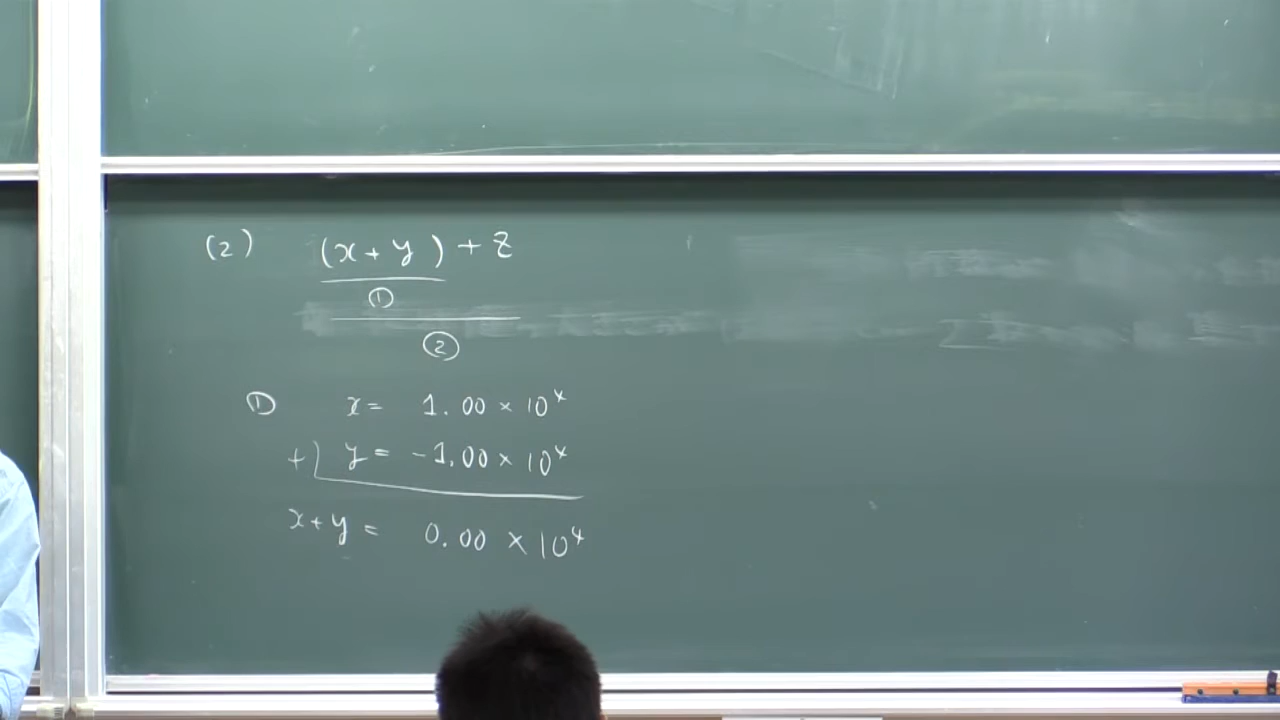 (2) (x+y)+z
①
②
① x= 1.00×10⁴
+ y= -1.00×10⁴
x+y= 0.00×10⁴